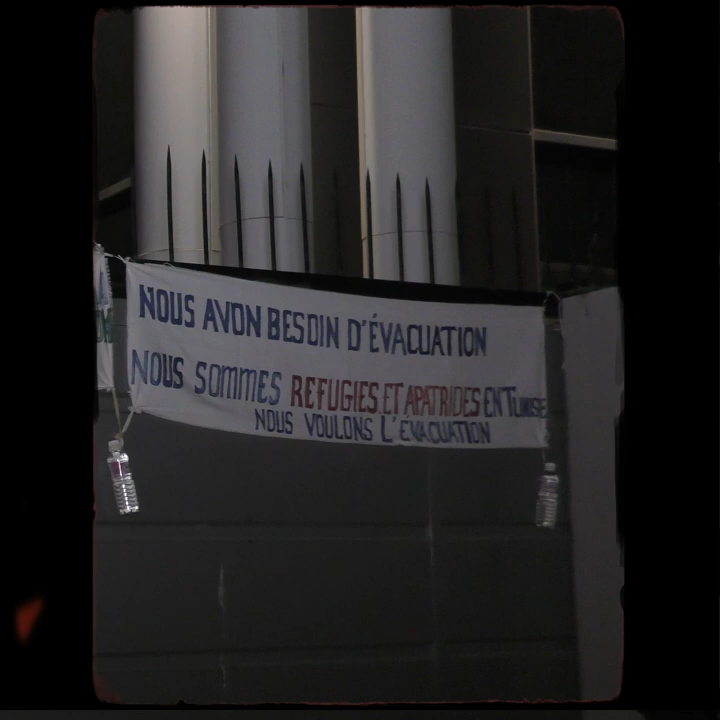 NOUS AVON BESOIN D'ÉVACUATION
NOUS SOMMES REFUGIES ET APATRIDES EN TUNISIE
NOUS VOULONS L'ÉVACUATION